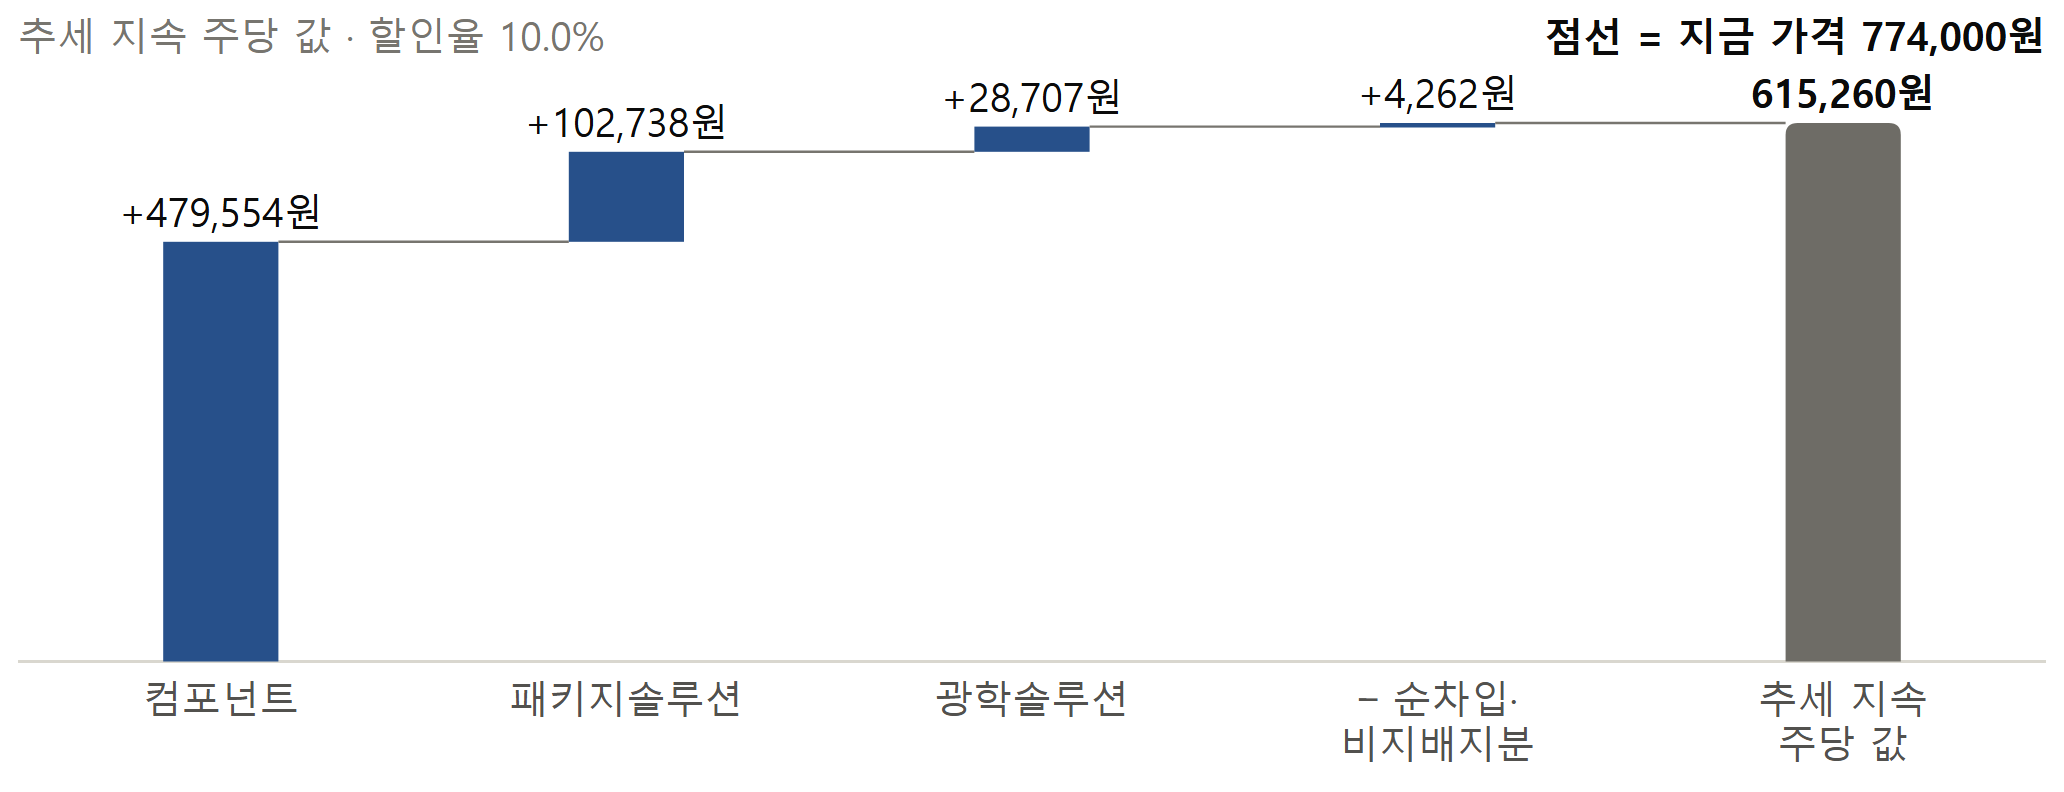 추세 지속 주당 값 · 할인율 10.0%
점선 = 지금 가격 774,000원
+479,554원
+102,738원
+28,707원
+4,262원
615,260원
컴포넌트
패키지솔루션
광학솔루션
− 순차입·
비지배지분
추세 지속
주당 값